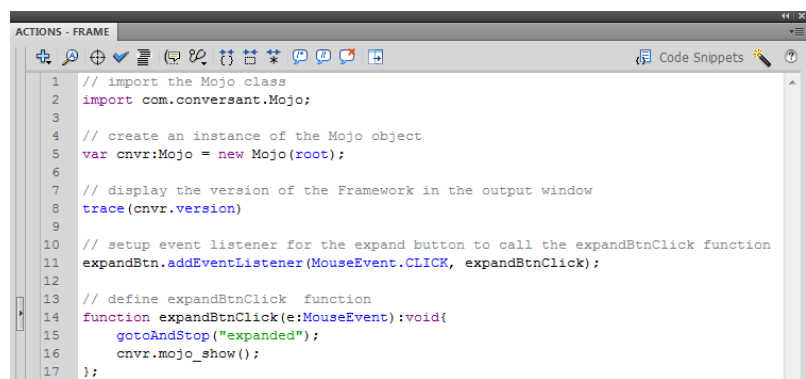 ACTIONS - FRAME
Code Snippets
1 // import the Mojo class
2 import com.conversant.Mojo;
3
4 // create an instance of the Mojo object
5 var cnvr:Mojo = new Mojo(root);
6
7 // display the version of the Framework in the output window
8 trace(cnvr.version)
9
10 // setup event listener for the expand button to call the expandBtnClick function
11 expandBtn.addEventListener(MouseEvent.CLICK, expandBtnClick);
12
13 // define expandBtnClick  function
14 function expandBtnClick(e:MouseEvent):void{
15     gotoAndStop("expanded");
16     cnvr.mojo_show();
17 };